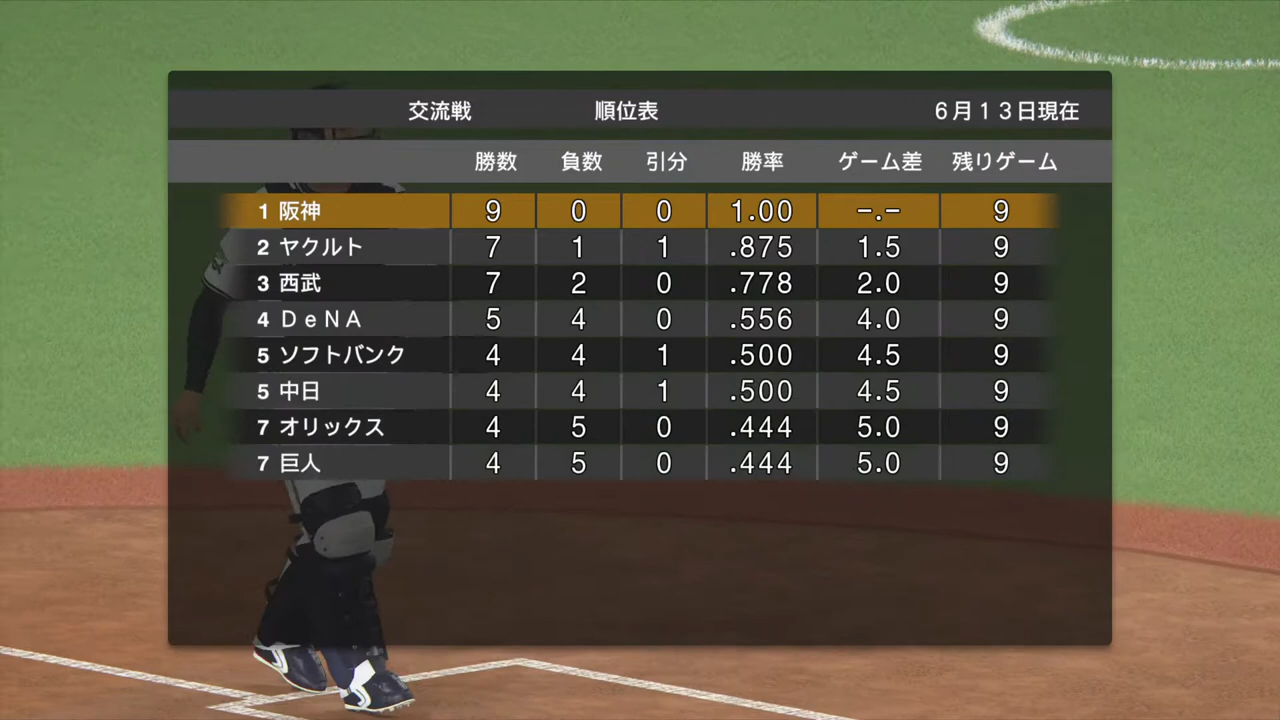 交流戦 順位表 6月13日現在
勝数 負数 引分 勝率 ゲーム差 残りゲーム
1 阪神 9 0 0 1.00 -.- 9
2 ヤクルト 7 1 1 .875 1.5 9
3 西武 7 2 0 .778 2.0 9
4 DeNA 5 4 0 .556 4.0 9
5 ソフトバンク 4 4 1 .500 4.5 9
5 中日 4 4 1 .500 4.5 9
7 オリックス 4 5 0 .444 5.0 9
7 巨人 4 5 0 .444 5.0 9